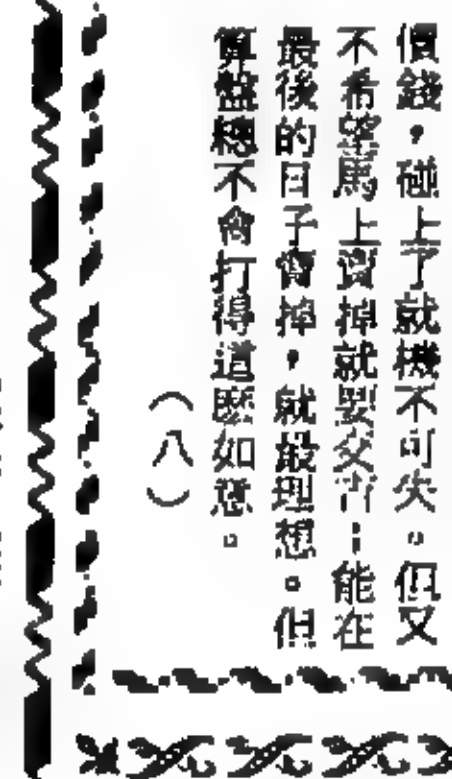 價錢，碰上了就機不可失。但又
不希望馬上賣掉就要交宵；能在
最後的日子賣掉，就最理想。但
算盤總不會打得這麼如意。
（八）